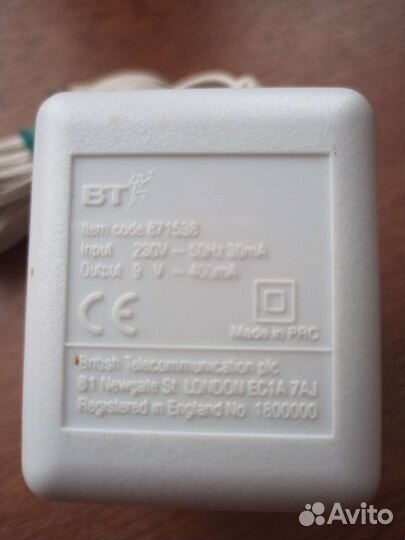 BT
Item code 871538
Input 230V ~ 50Hz 30mA
Output 9 V ~ 400mA
CE
Made in PRC
British Telecommunication plc.
81 Newgate St LONDON EC1A 7AJ
Registered in England No 1800000
Avito